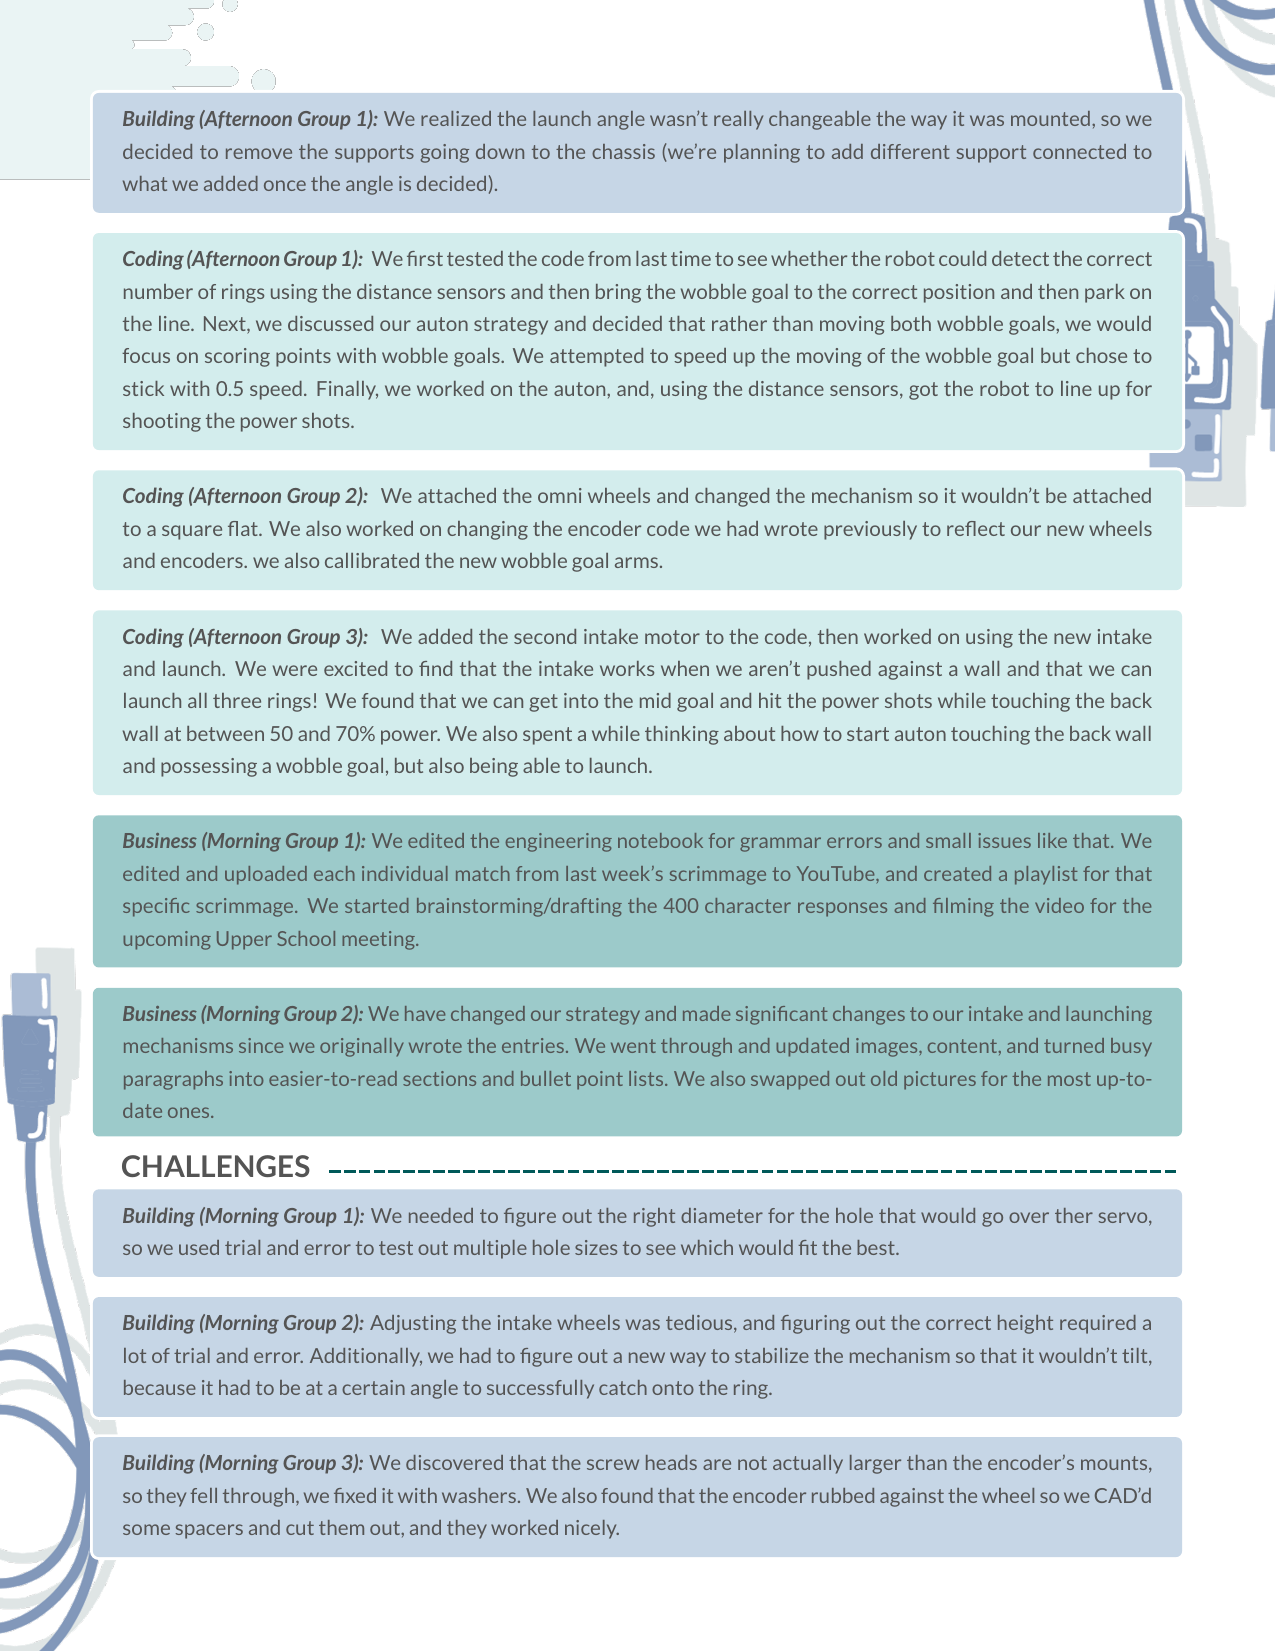 Building (Afternoon Group 1): We realized the launch angle wasn't really changeable the way it was mounted, so we
decided to remove the supports going down to the chassis (we're planning to add different support connected to
what we added once the angle is decided).
Coding (Afternoon Group 1): We first tested the code from last time to see whether the robot could detect the correct
number of rings using the distance sensors and then bring the wobble goal to the correct position and then park on
the line. Next, we discussed our auton strategy and decided that rather than moving both wobble goals, we would
focus on scoring points with wobble goals. We attempted to speed up the moving of the wobble goal but chose to
stick with 0.5 speed. Finally, we worked on the auton, and, using the distance sensors, got the robot to line up for
shooting the power shots.
Coding (Afternoon Group 2): We attached the omni wheels and changed the mechanism so it wouldn't be attached
to a square flat. We also worked on changing the encoder code we had wrote previously to reflect our new wheels
and encoders. we also callibrated the new wobble goal arms.
Coding (Afternoon Group 3): We added the second intake motor to the code, then worked on using the new intake
and launch. We were excited to find that the intake works when we aren't pushed against a wall and that we can
launch all three rings! We found that we can get into the mid goal and hit the power shots while touching the back
wall at between 50 and 70% power. We also spent a while thinking about how to start auton touching the back wall
and possessing a wobble goal, but also being able to launch.
Business (Morning Group 1): We edited the engineering notebook for grammar errors and small issues like that. We
edited and uploaded each individual match from last week's scrimmage to YouTube, and created a playlist for that
specific scrimmage. We started brainstorming/drafting the 400 character responses and filming the video for the
upcoming Upper School meeting.
Business (Morning Group 2): We have changed our strategy and made significant changes to our intake and launching
mechanisms since we originally wrote the entries. We went through and updated images, content, and turned busy
paragraphs into easier-to-read sections and bullet point lists. We also swapped out old pictures for the most up-to-
date ones.
CHALLENGES
Building (Morning Group 1): We needed to figure out the right diameter for the hole that would go over ther servo,
so we used trial and error to test out multiple hole sizes to see which would fit the best.
Building (Morning Group 2): Adjusting the intake wheels was tedious, and figuring out the correct height required a
lot of trial and error. Additionally, we had to figure out a new way to stabilize the mechanism so that it wouldn't tilt,
because it had to be at a certain angle to successfully catch onto the ring.
Building (Morning Group 3): We discovered that the screw heads are not actually larger than the encoder's mounts,
so they fell through, we fixed it with washers. We also found that the encoder rubbed against the wheel so we CAD'd
some spacers and cut them out, and they worked nicely.